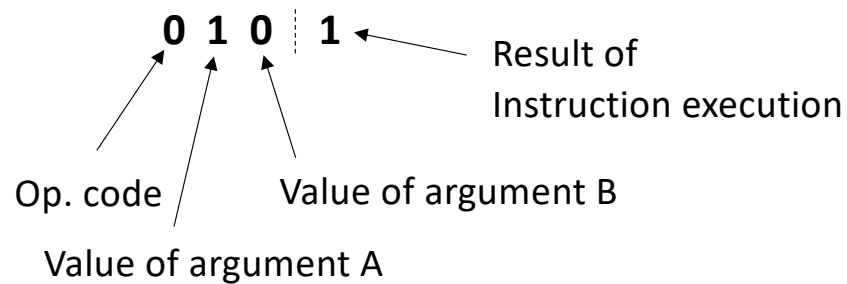 0 1 0 1
Result of
Instruction execution
Op. code
Value of argument B
Value of argument A